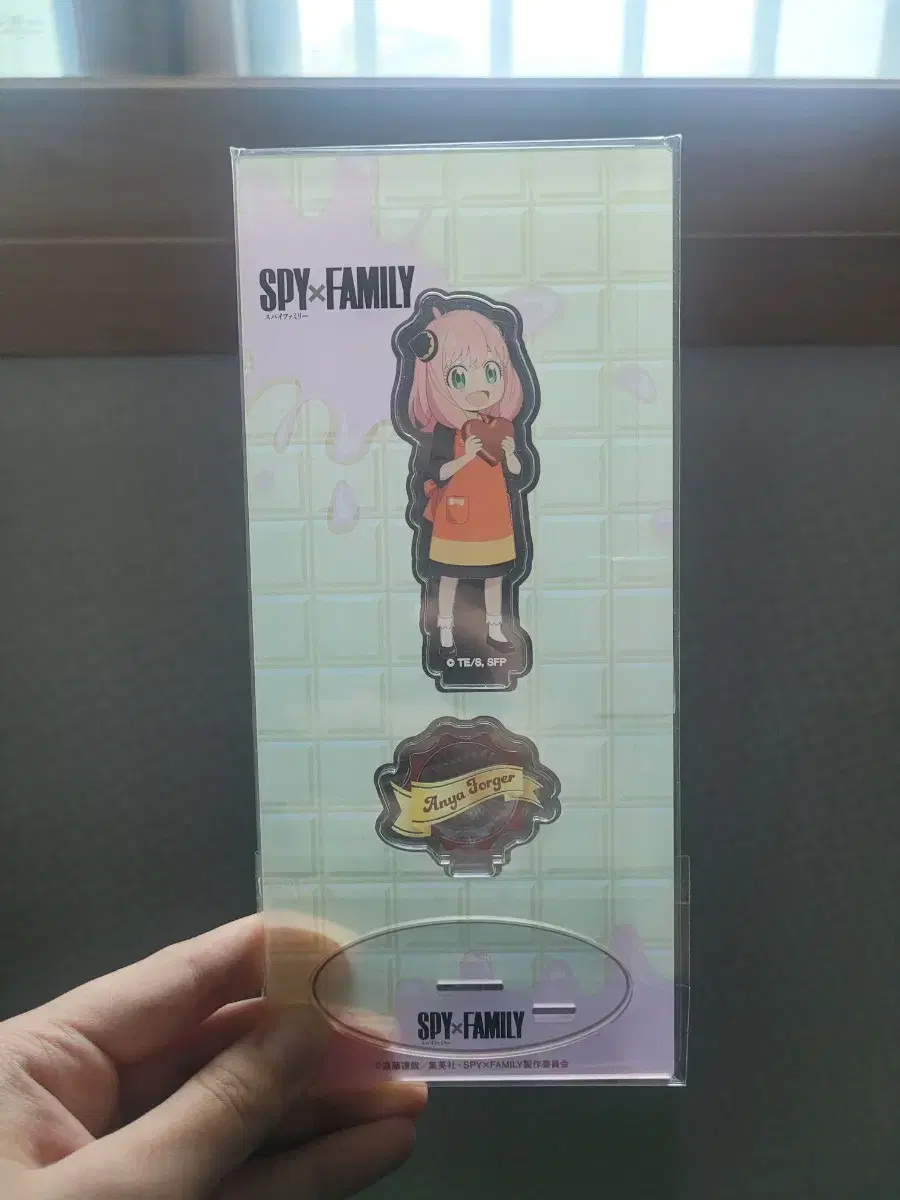 SPY×FAMILY
スパイファミリー
© TE/S, SFP
Anya Forger
SPY×FAMILY
©遠藤達哉／集英社・SPY×FAMILY製作委員会